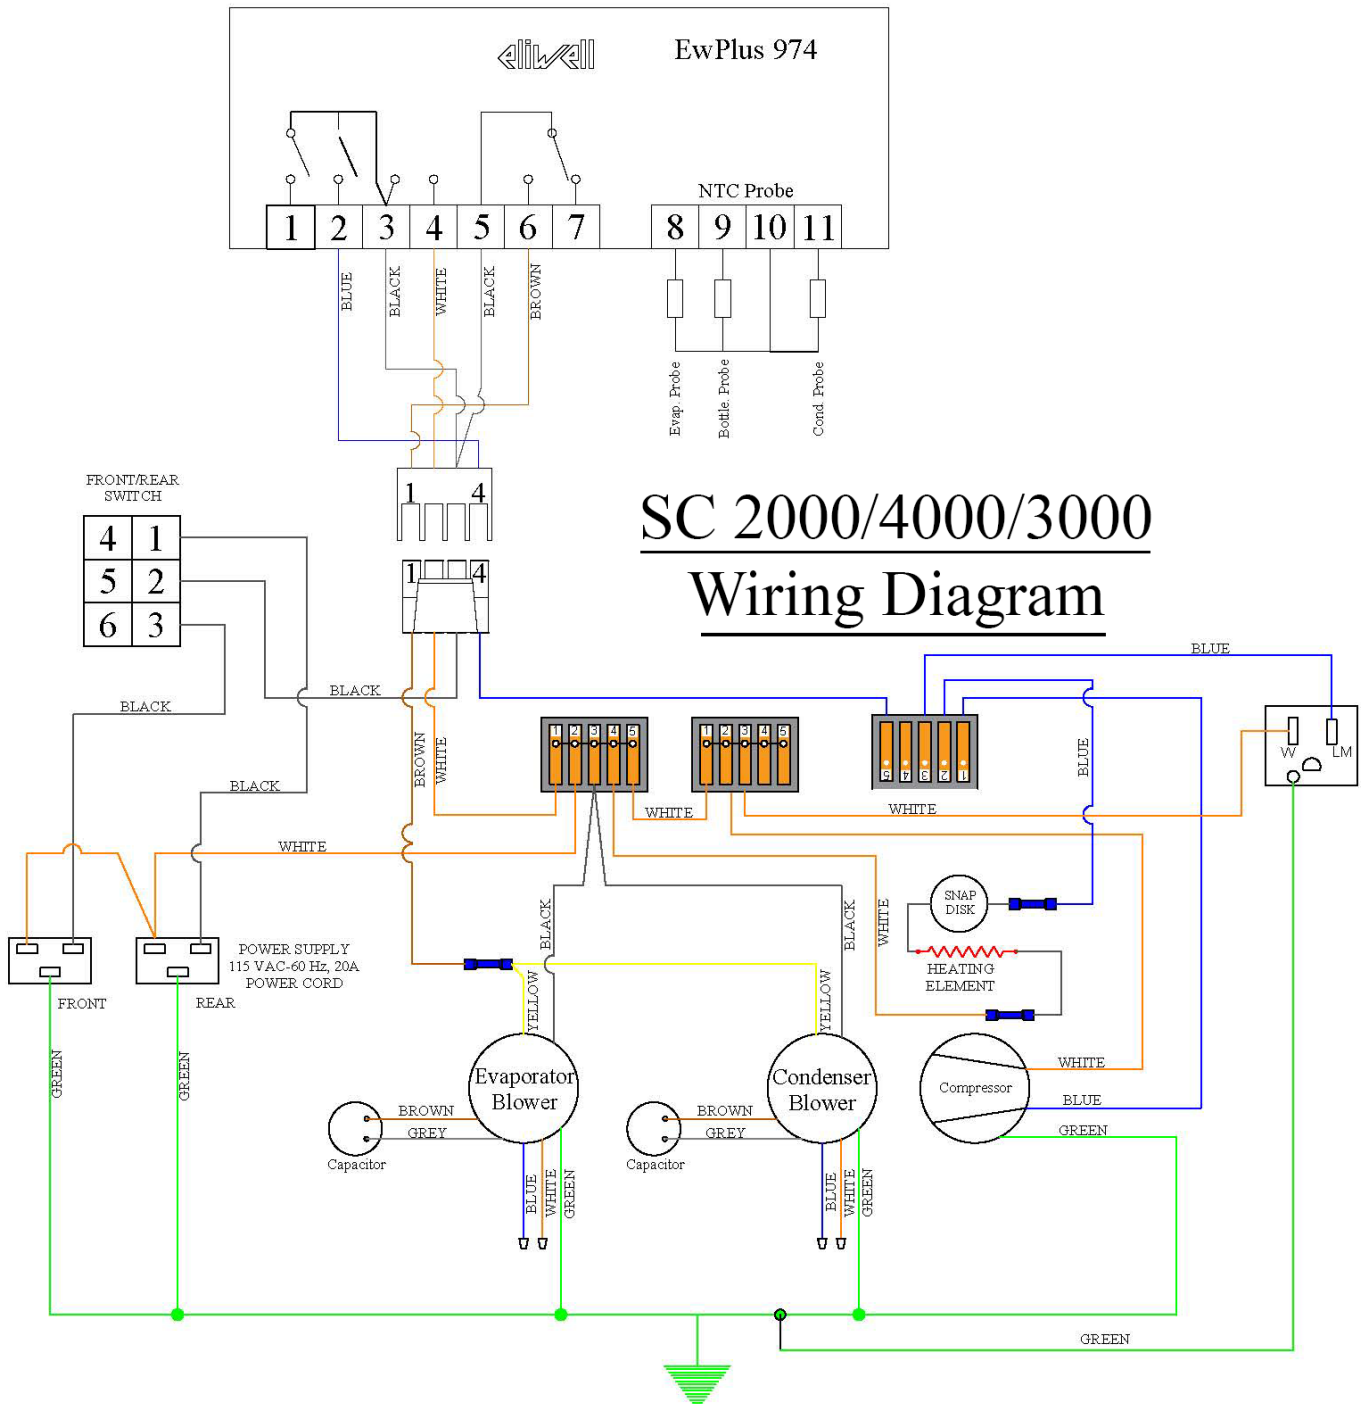 eliwell
EwPlus 974
NTC Probe
1 2 3 4 5 6 7 8 9 10 11
BLUE
BLACK
WHITE
BLACK
BROWN
Evap. Probe
Bottle. Probe
Cond. Probe
FRONT/REAR
SWITCH
4 1
5 2
6 3
1 4
1 4
SC 2000/4000/3000
Wiring Diagram
BLACK
BLACK
BLACK
BROWN
WHITE
1 2 3 4 5
1 2 3 4 5
5 4 3 2 1
BLUE
BLUE
W LM
WHITE
WHITE
WHITE
WHITE
SNAP
DISK
HEATING
ELEMENT
POWER SUPPLY
115 VAC-60 Hz, 20A
POWER CORD
FRONT
REAR
GREEN
GREEN
BLACK
YELLOW
BLACK
YELLOW
Evaporator
Blower
Condenser
Blower
Compressor
WHITE
BLUE
GREEN
BROWN
GREY
Capacitor
BROWN
GREY
Capacitor
BLUE
WHITE
GREEN
BLUE
WHITE
GREEN
GREEN